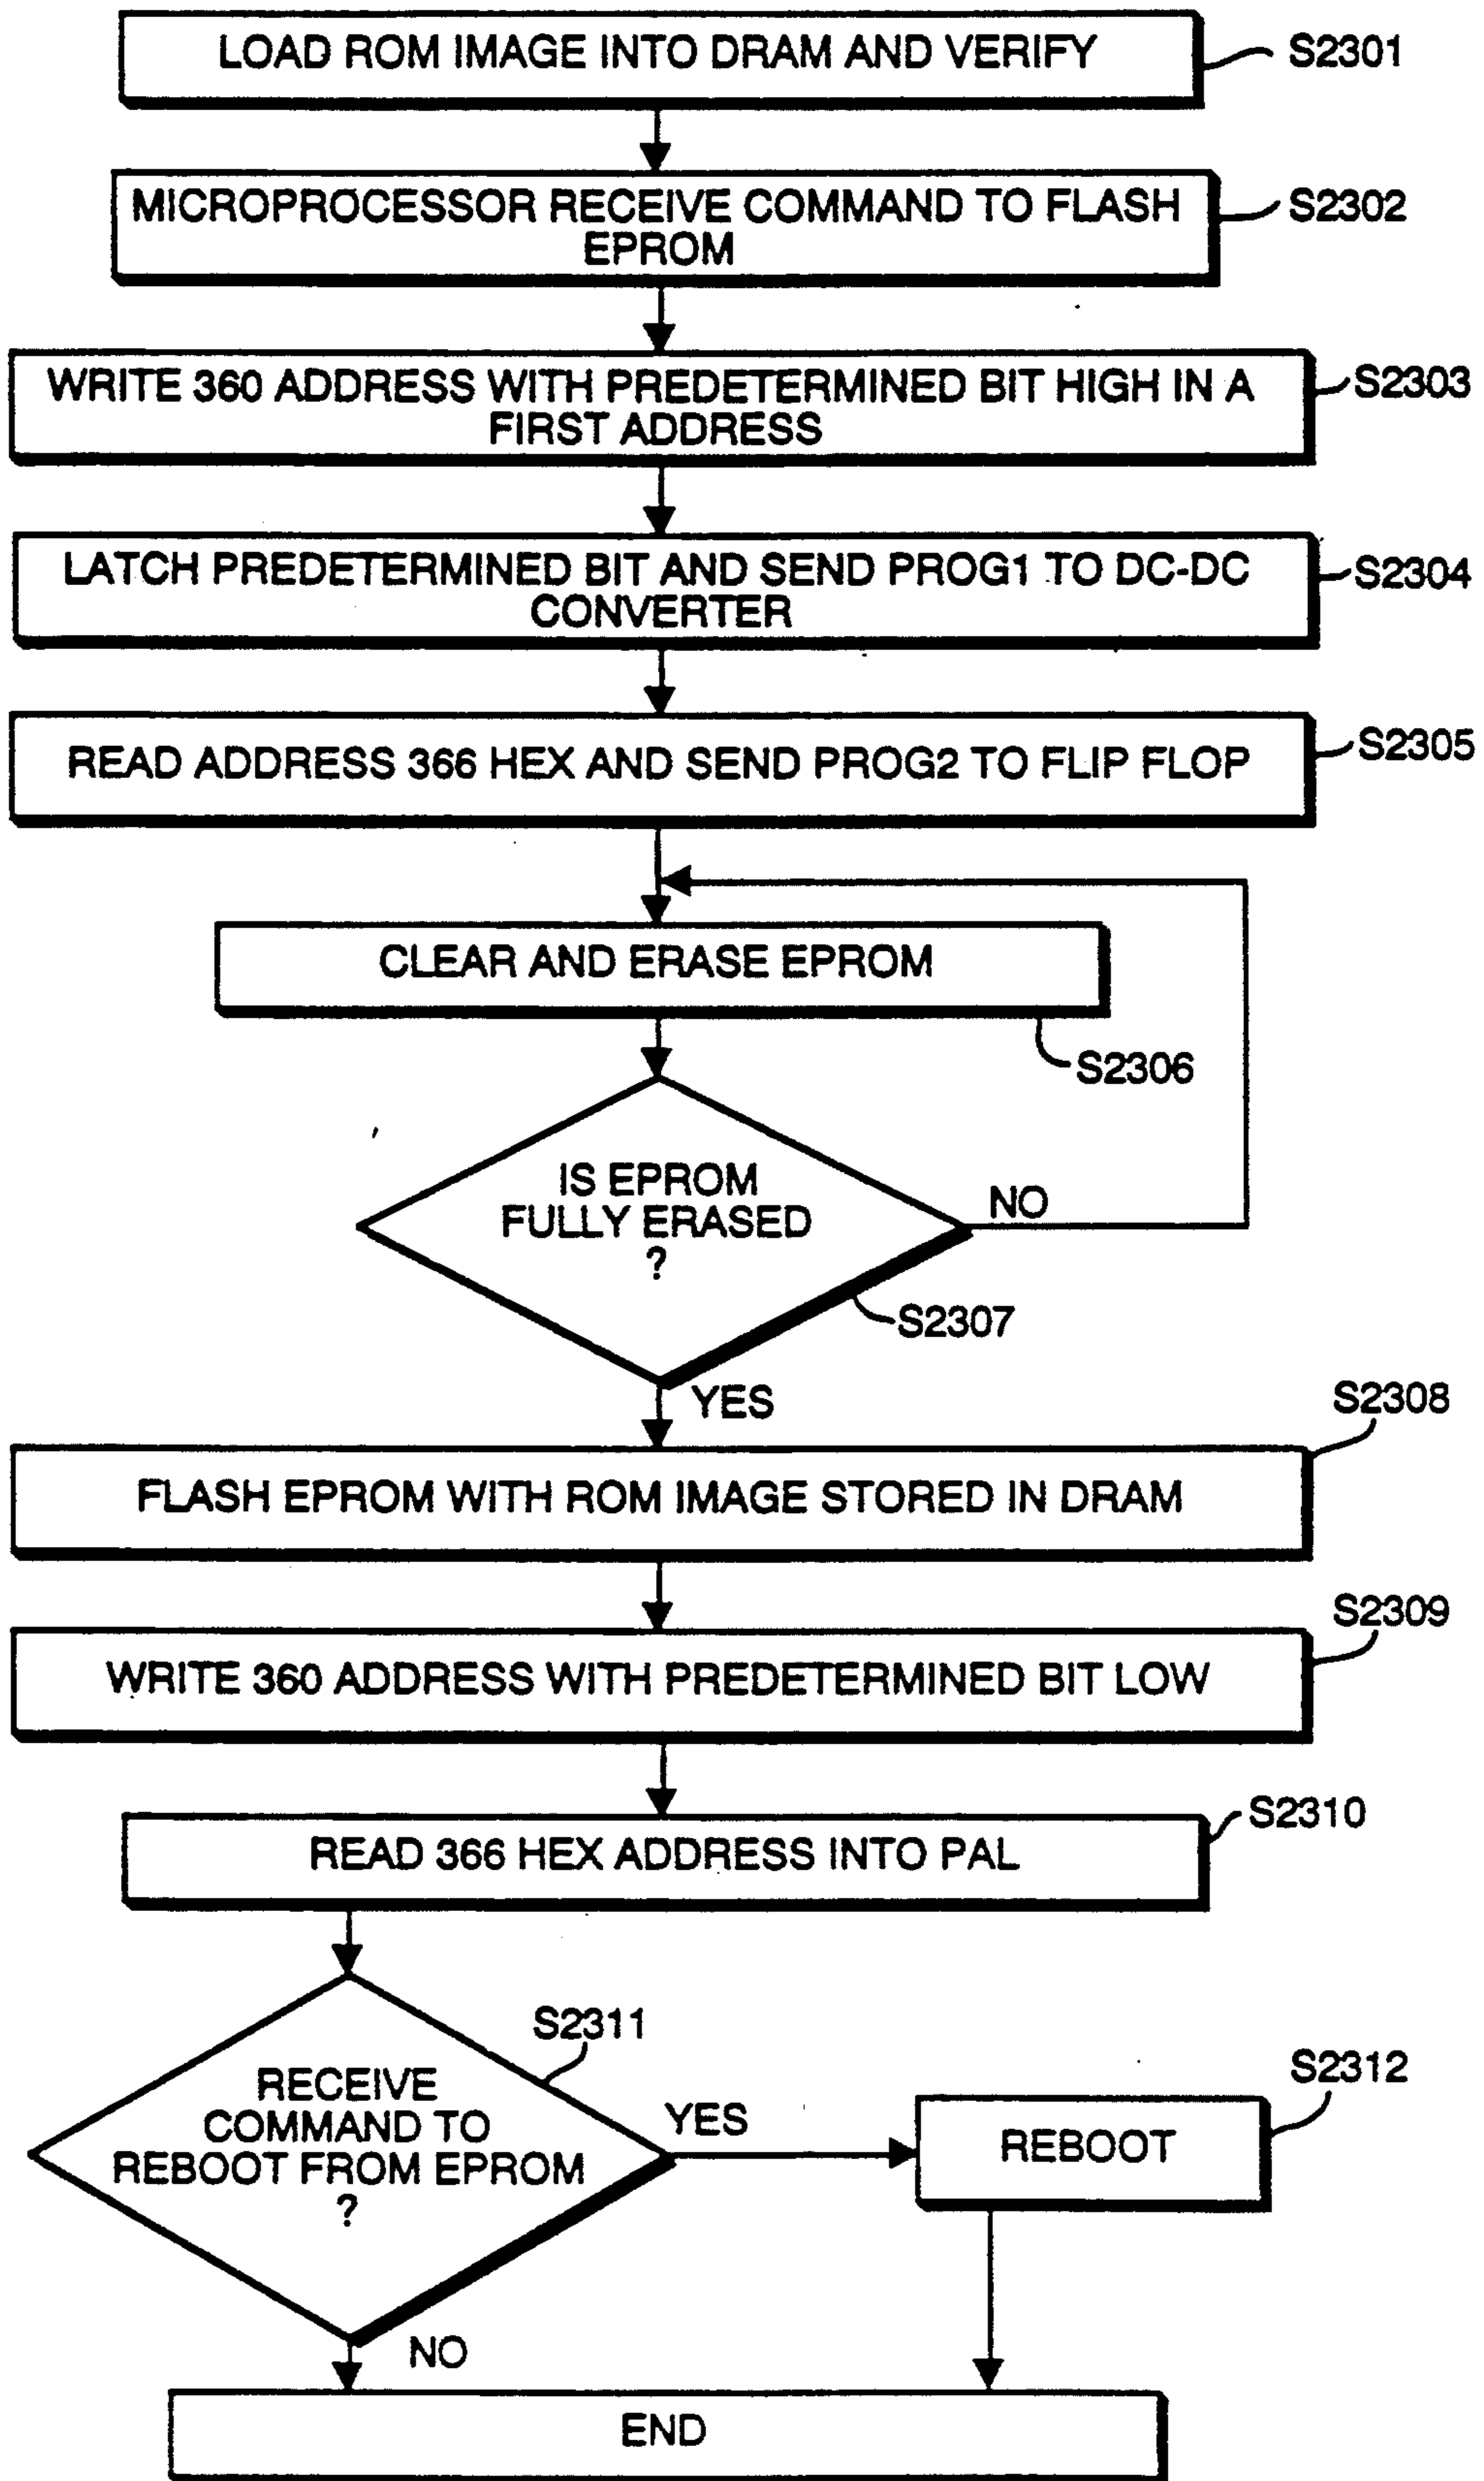 LOAD ROM IMAGE INTO DRAM AND VERIFY
S2301
MICROPROCESSOR RECEIVE COMMAND TO FLASH
EPROM
S2302
WRITE 360 ADDRESS WITH PREDETERMINED BIT HIGH IN A
FIRST ADDRESS
S2303
LATCH PREDETERMINED BIT AND SEND PROG1 TO DC-DC
CONVERTER
S2304
READ ADDRESS 366 HEX AND SEND PROG2 TO FLIP FLOP
S2305
CLEAR AND ERASE EPROM
S2306
IS EPROM
FULLY ERASED
?
NO
S2307
YES
S2308
FLASH EPROM WITH ROM IMAGE STORED IN DRAM
S2309
WRITE 360 ADDRESS WITH PREDETERMINED BIT LOW
S2310
READ 366 HEX ADDRESS INTO PAL
S2311
RECEIVE
COMMAND TO
REBOOT FROM EPROM
?
YES
S2312
REBOOT
NO
END